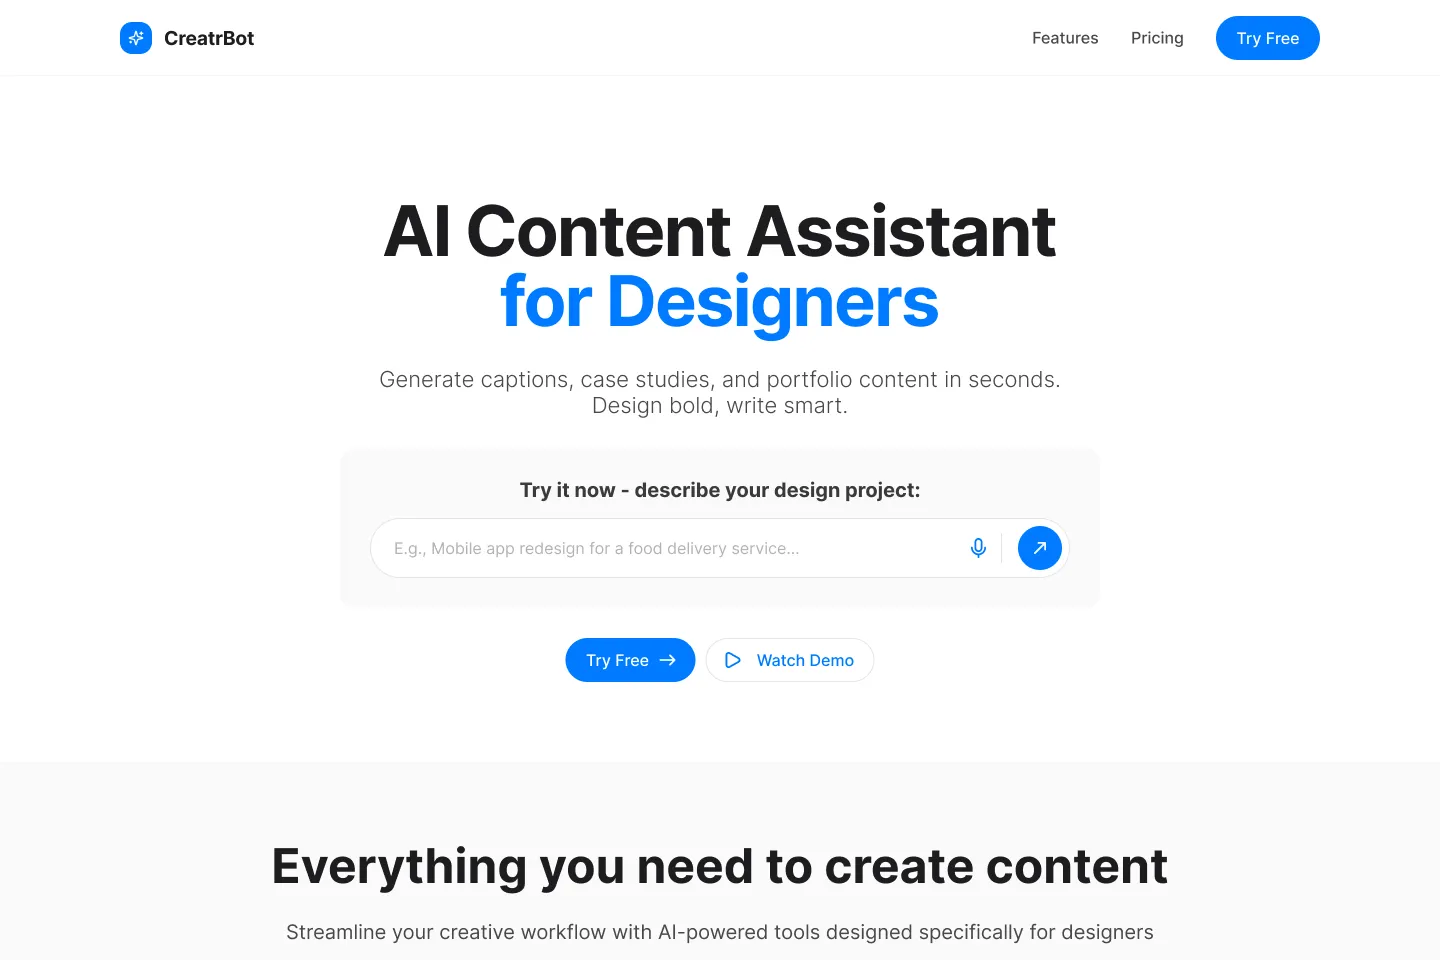 CreatrBot
Features
Pricing
Try Free
AI Content Assistant
for Designers
Generate captions, case studies, and portfolio content in seconds.
Design bold, write smart.
Try it now - describe your design project:
E.g., Mobile app redesign for a food delivery service...
Try Free
Watch Demo
Everything you need to create content
Streamline your creative workflow with AI-powered tools designed specifically for designers